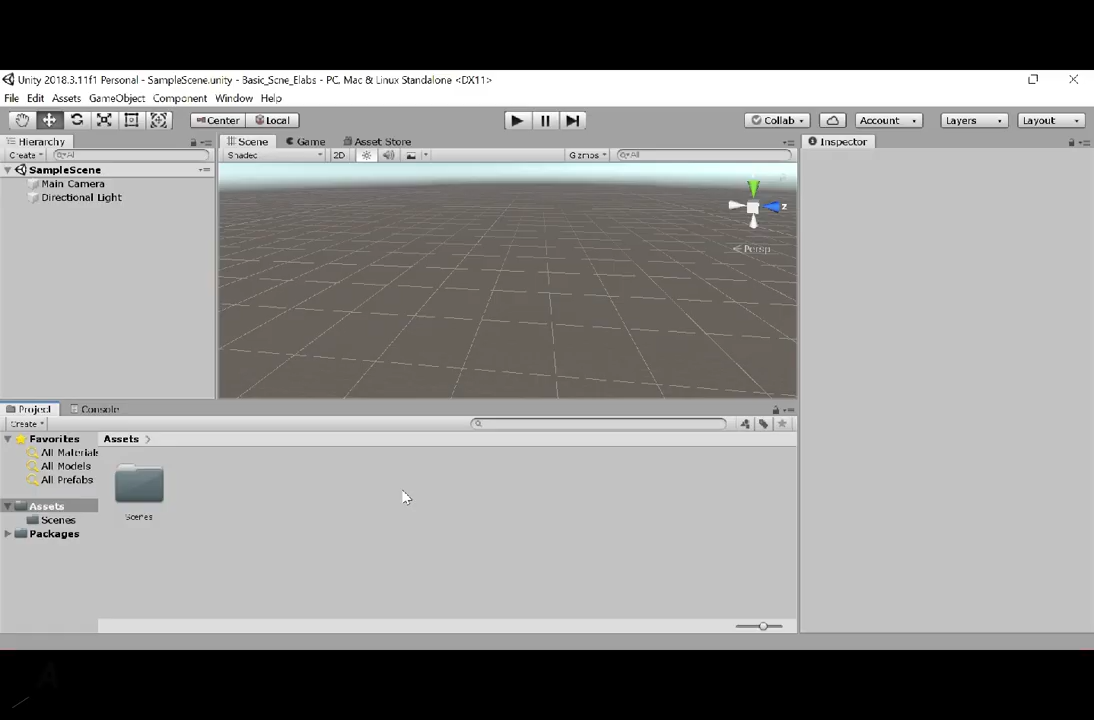 Unity 2018.3.11f1 Personal - SampleScene.unity - Basic_Scne_Elabs - PC, Mac & Linux Standalone <DX11>
File Edit Assets GameObject Component Window Help
Center Local Collab Account Layers Layout
Hierarchy Scene Game Asset Store Inspector
Create All Shaded 2D Gizmos All
SampleScene
Main Camera
Directional Light
z
Persp
Project Console
Create
Favorites Assets
All Materials
All Models
All Prefabs
Assets
Scenes
Scenes
Packages